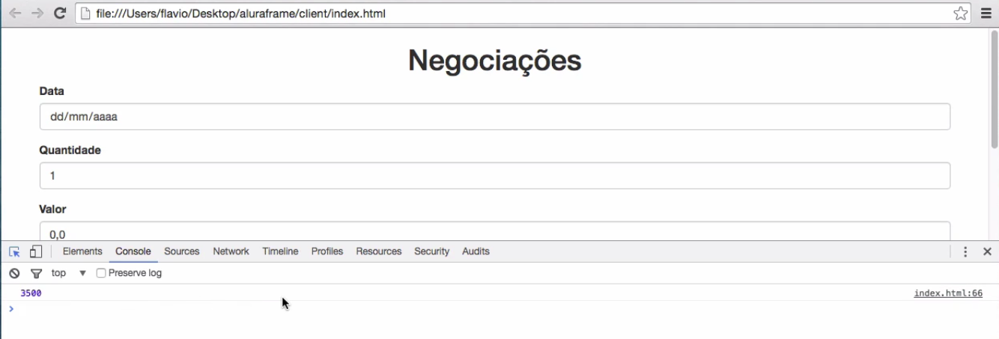 file:///Users/flavio/Desktop/aluraframe/client/index.html
Negociações
Data
dd/mm/aaaa
Quantidade
1
Valor
0,0
Elements Console Sources Network Timeline Profiles Resources Security Audits
top Preserve log
3500 index.html:66